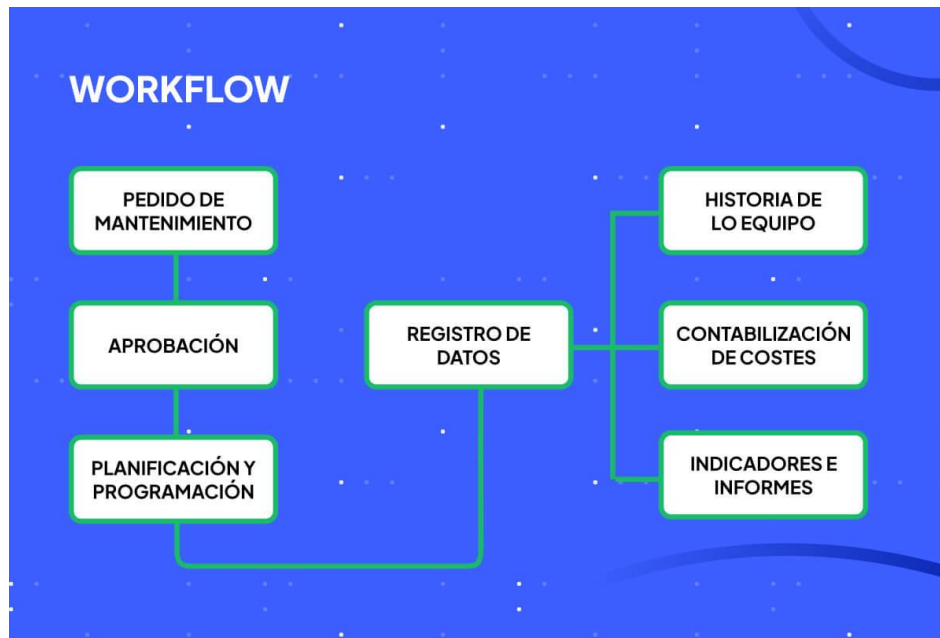 WORKFLOW
PEDIDO DE
MANTENIMIENTO
APROBACIÓN
PLANIFICACIÓN Y
PROGRAMACIÓN
REGISTRO DE
DATOS
HISTORIA DE
LO EQUIPO
CONTABILIZACIÓN
DE COSTES
INDICADORES E
INFORMES